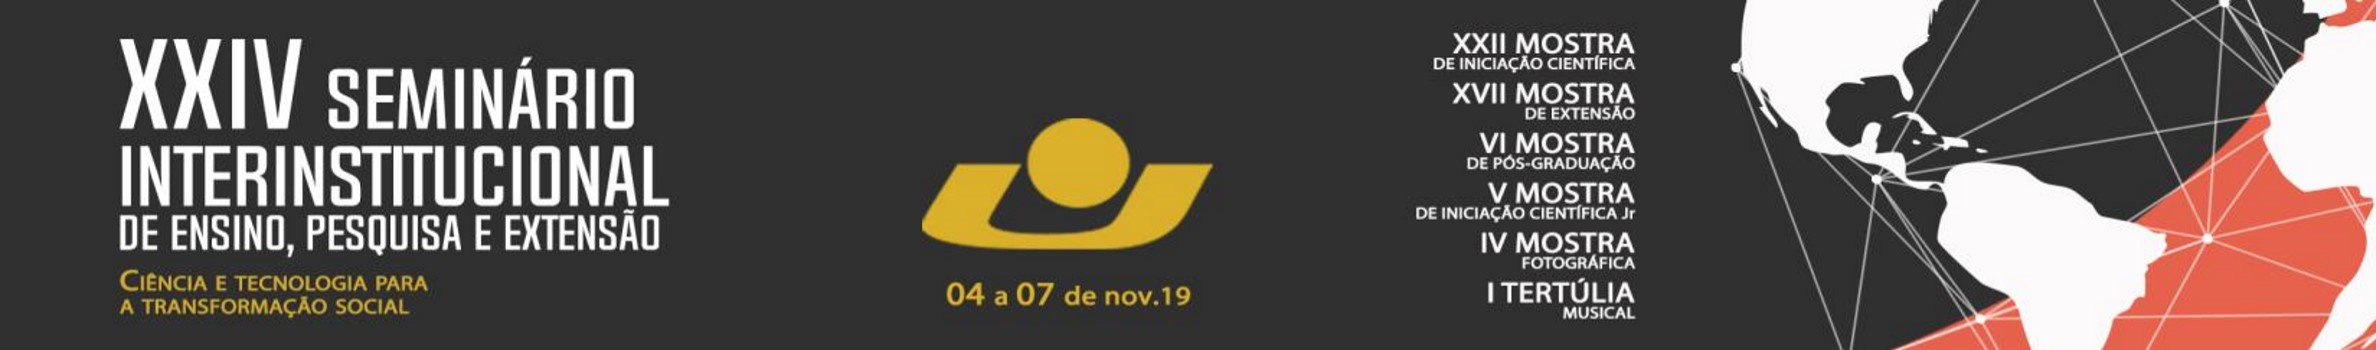 XXIV SEMINÁRIO
INTERINSTITUCIONAL
DE ENSINO, PESQUISA E EXTENSÃO
CIÊNCIA E TECNOLOGIA PARA
A TRANSFORMAÇÃO SOCIAL
04 a 07 de nov.19
XXII MOSTRA
DE INICIAÇÃO CIENTÍFICA
XVII MOSTRA
DE EXTENSÃO
VI MOSTRA
DE PÓS-GRADUAÇÃO
V MOSTRA
DE INICIAÇÃO CIENTÍFICA Jr
IV MOSTRA
FOTOGRÁFICA
I TERTÚLIA
MUSICAL